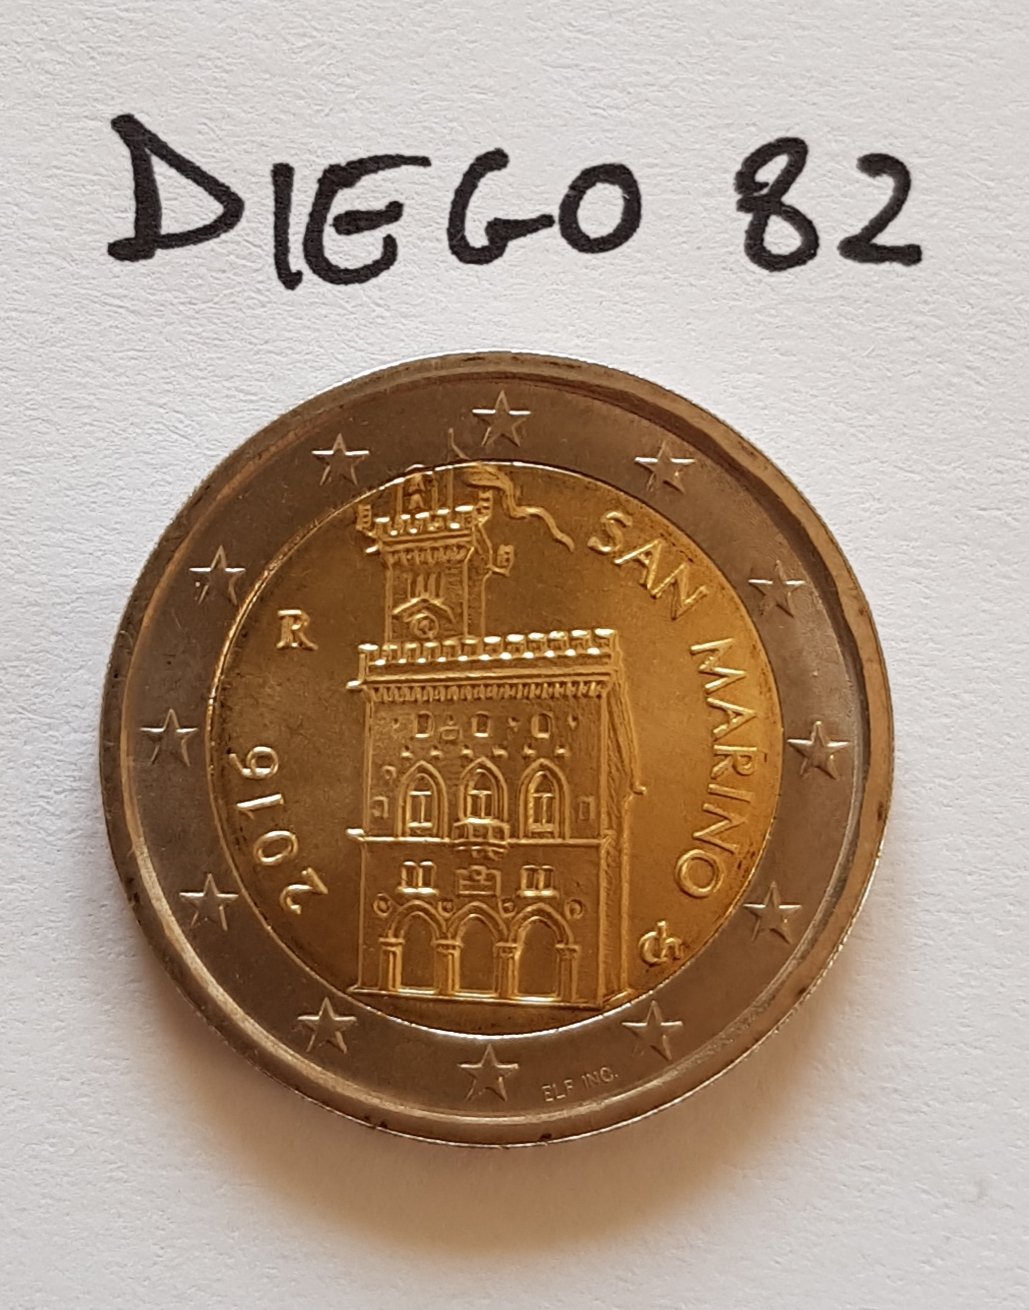 DIEGO 82
SAN MARINO
R
2016
ch
ELF INC.